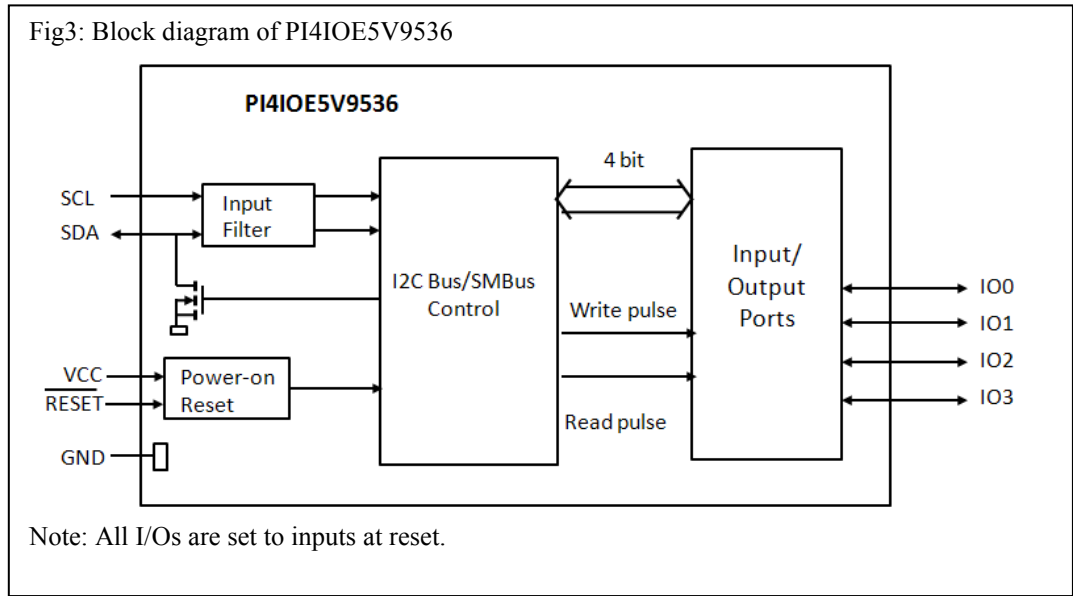 Fig3: Block diagram of PI4IOE5V9536
PI4IOE5V9536
SCL
SDA
Input
Filter
VCC
RESET
Power-on
Reset
GND
I2C Bus/SMBus
Control
4 bit
Write pulse
Read pulse
Input/
Output
Ports
IO0
IO1
IO2
IO3
Note: All I/Os are set to inputs at reset.